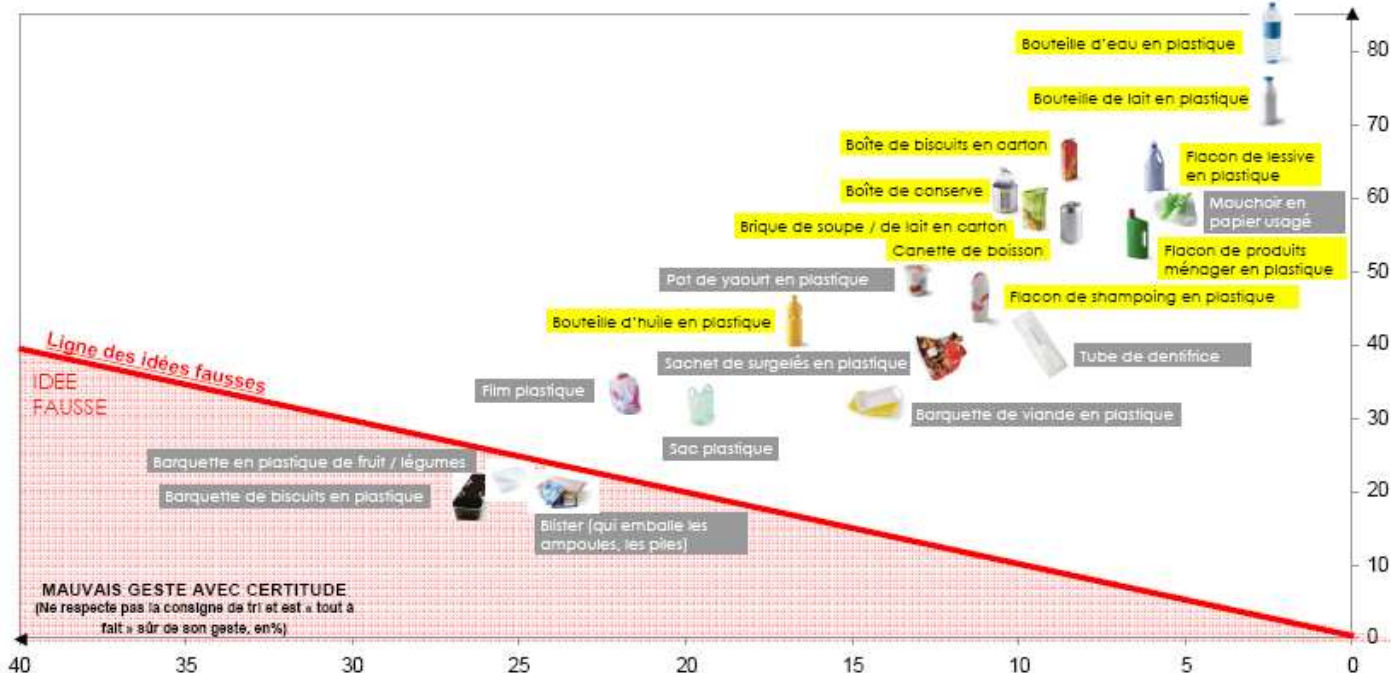 Bouteille d'eau en plastique
80
Bouteille de lait en plastique
70
Boîte de biscuits en carton
Flacon de lessive
en plastique
Boîte de conserve
60
Mouchoir en
papier usagé
Brique de soupe / de lait en carton
Canette de boisson
Flacon de produits
ménager en plastique
50
Pot de yaourt en plastique
Flacon de shampoing en plastique
Bouteille d'huile en plastique
40
Ligne des idées fausses
Sachet de surgelés en plastique
Tube de dentifrice
IDEE
FAUSSE
Film plastique
30
Barquette de viande en plastique
Sac plastique
Barquette en plastique de fruit / légumes
20
Barquette de biscuits en plastique
Blister (qui emballe les
ampoules, les piles)
10
MAUVAIS GESTE AVEC CERTITUDE
(Ne respecte pas la consigne de tri et est « tout à
fait » sûr de son geste, en%)
0
40 35 30 25 20 15 10 5 0